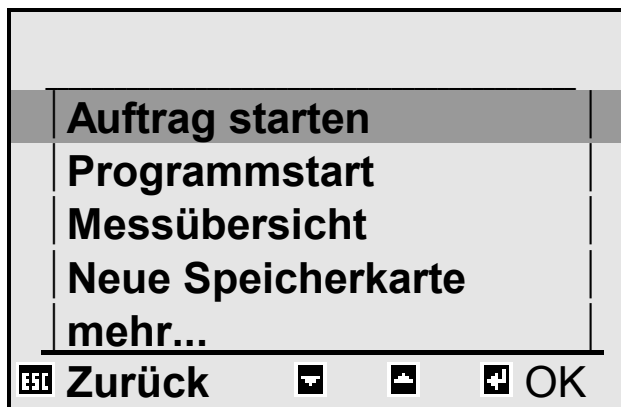 Auftrag starten
Programmstart
Messübersicht
Neue Speicherkarte
mehr...
ESC Zurück OK